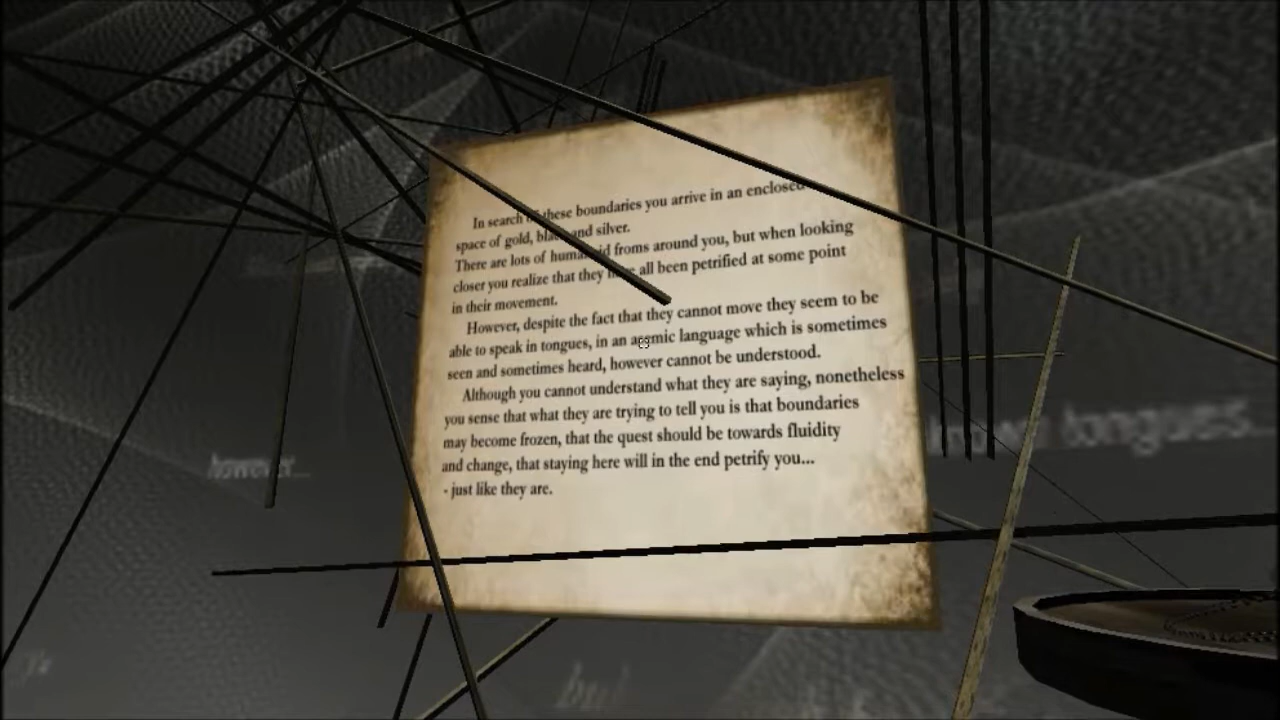 In search of these boundaries you arrive in an enclosed
space of gold, black and silver.
There are lots of humanoid froms around you, but when looking
closer you realize that they have all been petrified at some point
in their movement.
However, despite the fact that they cannot move they seem to be
able to speak in tongues, in an asemic language which is sometimes
seen and sometimes heard, however cannot be understood.
Although you cannot understand what they are saying, nonetheless
you sense that what they are trying to tell you is that boundaries
may become frozen, that the quest should be towards fluidity
and change, that staying here will in the end petrify you...
- just like they are.
however...
tongues...
but